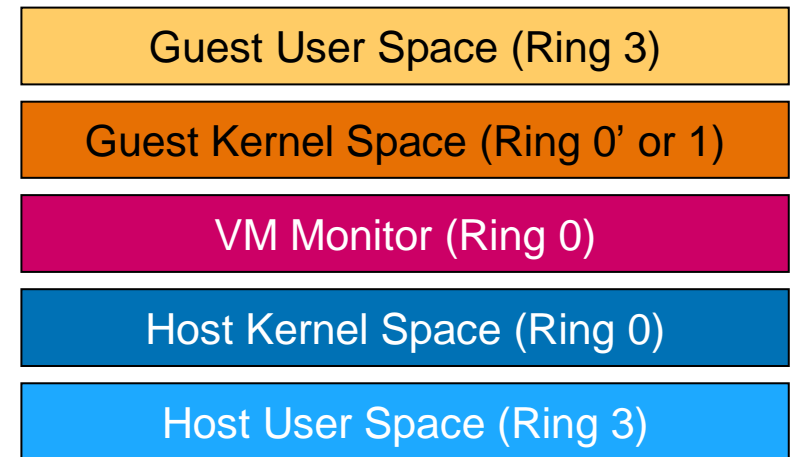 Guest User Space (Ring 3)
Guest Kernel Space (Ring 0’ or 1)
VM Monitor (Ring 0)
Host Kernel Space (Ring 0)
Host User Space (Ring 3)